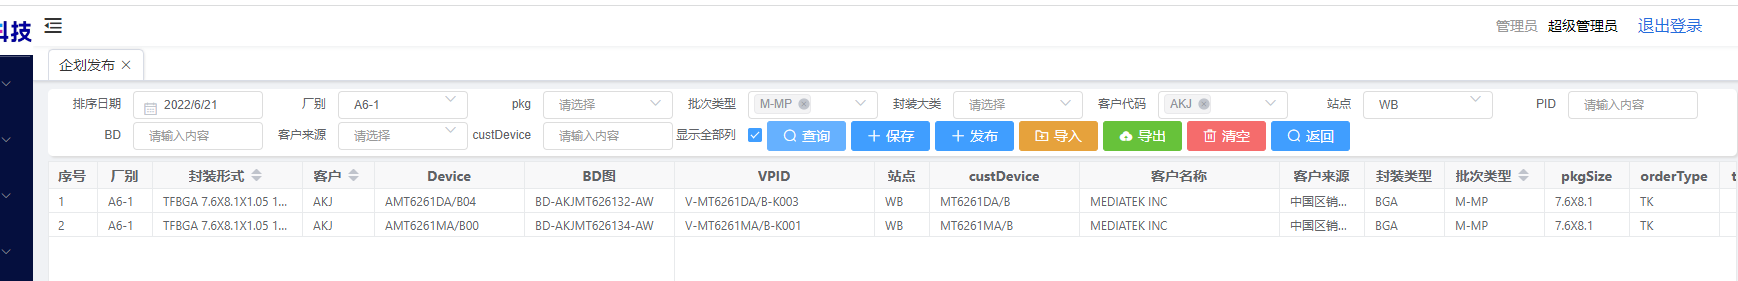 科技 管理员 超级管理员 退出登录
企划发布
排序日期 2022/6/21 厂别 A6-1 pkg 请选择 批次类型 M-MP 封装大类 请选择 客户代码 AKJ 站点 WB PID 请输入内容
BD 请输入内容 客户来源 请选择 custDevice 请输入内容 显示全部列 查询 保存 发布 导入 导出 清空 返回
序号 厂别 封装形式 客户 Device BD图 VPID 站点 custDevice 客户名称 客户来源 封装类型 批次类型 pkgSize orderType t
1 A6-1 TFBGA 7.6X8.1X1.05 1... AKJ AMT6261DA/B04 BD-AKJMT626132-AW V-MT6261DA/B-K003 WB MT6261DA/B MEDIATEK INC 中国区销... BGA M-MP 7.6X8.1 TK
2 A6-1 TFBGA 7.6X8.1X1.05 1... AKJ AMT6261MA/B00 BD-AKJMT626134-AW V-MT6261MA/B-K001 WB MT6261MA/B MEDIATEK INC 中国区销... BGA M-MP 7.6X8.1 TK